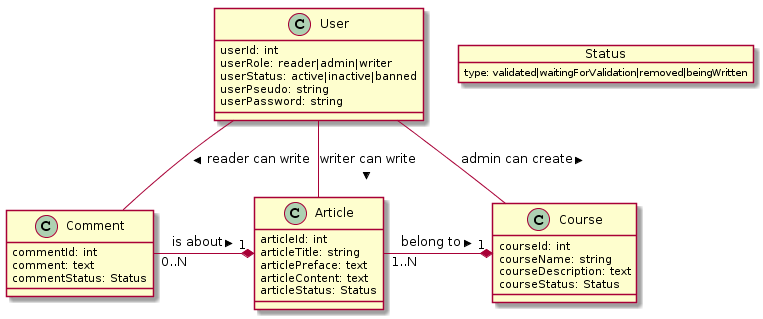 C User
userId: int
userRole: reader|admin|writer
userStatus: active|inactive|banned
userPseudo: string
userPassword: string
Status
type: validated|waitingForValidation|removed|beingWritten
reader can write
writer can write
admin can create
C Comment
commentId: int
comment: text
commentStatus: Status
is about
0..N
1
C Article
articleId: int
articleTitle: string
articlePreface: text
articleContent: text
articleStatus: Status
belong to
1..N
1
C Course
courseId: int
courseName: string
courseDescription: text
courseStatus: Status